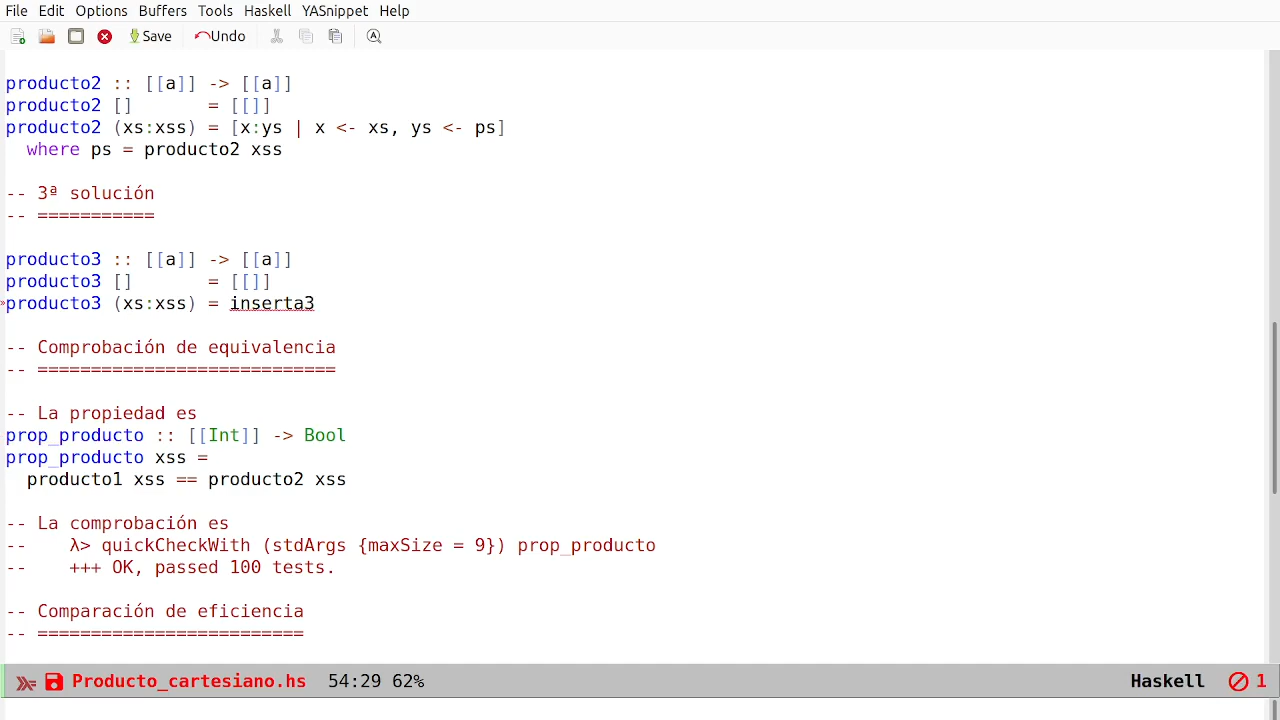 File Edit Options Buffers Tools Haskell YASnippet Help
Save Undo
producto2 :: [[a]] -> [[a]]
producto2 []       = [[]]
producto2 (xs:xss) = [x:ys | x <- xs, ys <- ps]
  where ps = producto2 xss
-- 3ª solución
-- ===========
producto3 :: [[a]] -> [[a]]
producto3 []       = [[]]
producto3 (xs:xss) = inserta3
-- Comprobación de equivalencia
-- ============================
-- La propiedad es
prop_producto :: [[Int]] -> Bool
prop_producto xss =
  producto1 xss == producto2 xss
-- La comprobación es
--    λ> quickCheckWith (stdArgs {maxSize = 9}) prop_producto
--    +++ OK, passed 100 tests.
-- Comparación de eficiencia
-- =========================
Producto_cartesiano.hs 54:29 62% Haskell 1